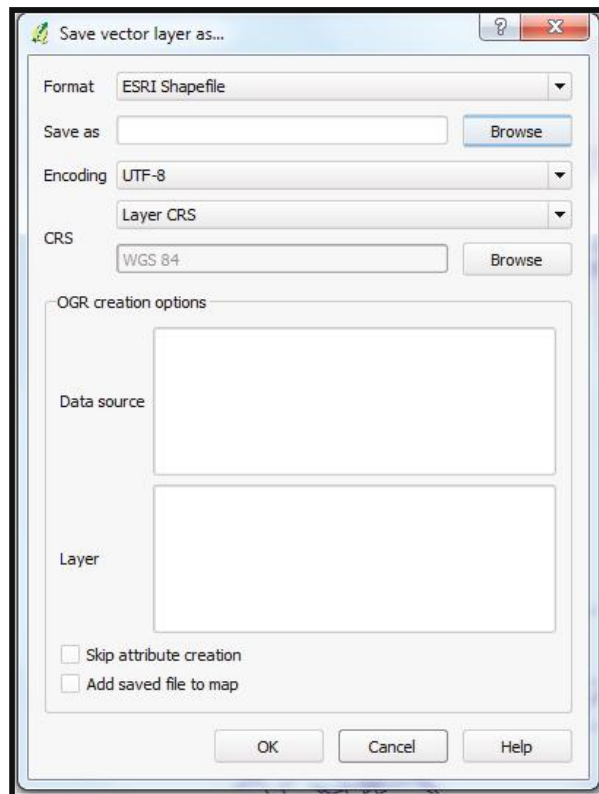 Save vector layer as...
Format ESRI Shapefile
Save as Browse
Encoding UTF-8
Layer CRS
CRS
WGS 84 Browse
OGR creation options
Data source
Layer
Skip attribute creation
Add saved file to map
OK Cancel Help